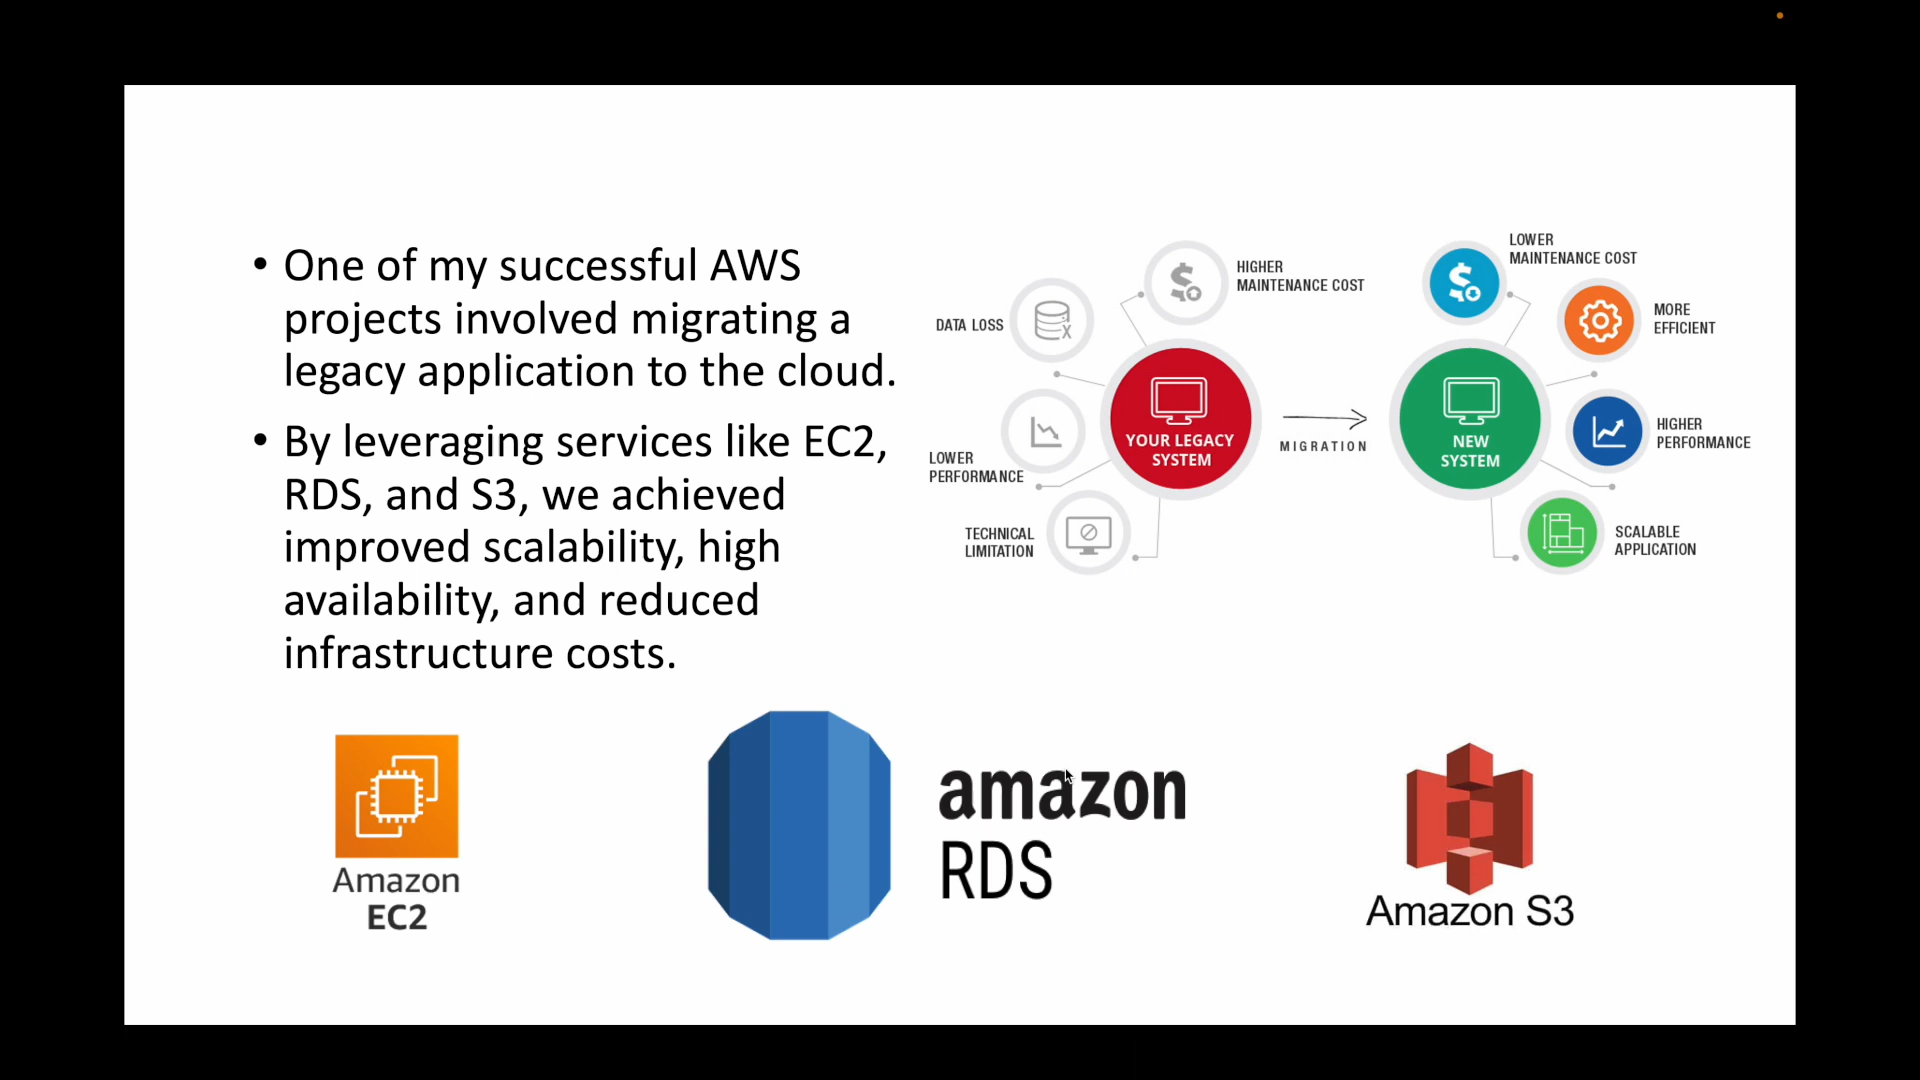 • One of my successful AWS
projects involved migrating a
legacy application to the cloud.
• By leveraging services like EC2,
RDS, and S3, we achieved
improved scalability, high
availability, and reduced
infrastructure costs.
HIGHER
MAINTENANCE COST
DATA LOSS
LOWER
PERFORMANCE
TECHNICAL
LIMITATION
YOUR LEGACY
SYSTEM
MIGRATION
NEW
SYSTEM
LOWER
MAINTENANCE COST
MORE
EFFICIENT
HIGHER
PERFORMANCE
SCALABLE
APPLICATION
Amazon
EC2
amazon
RDS
Amazon S3